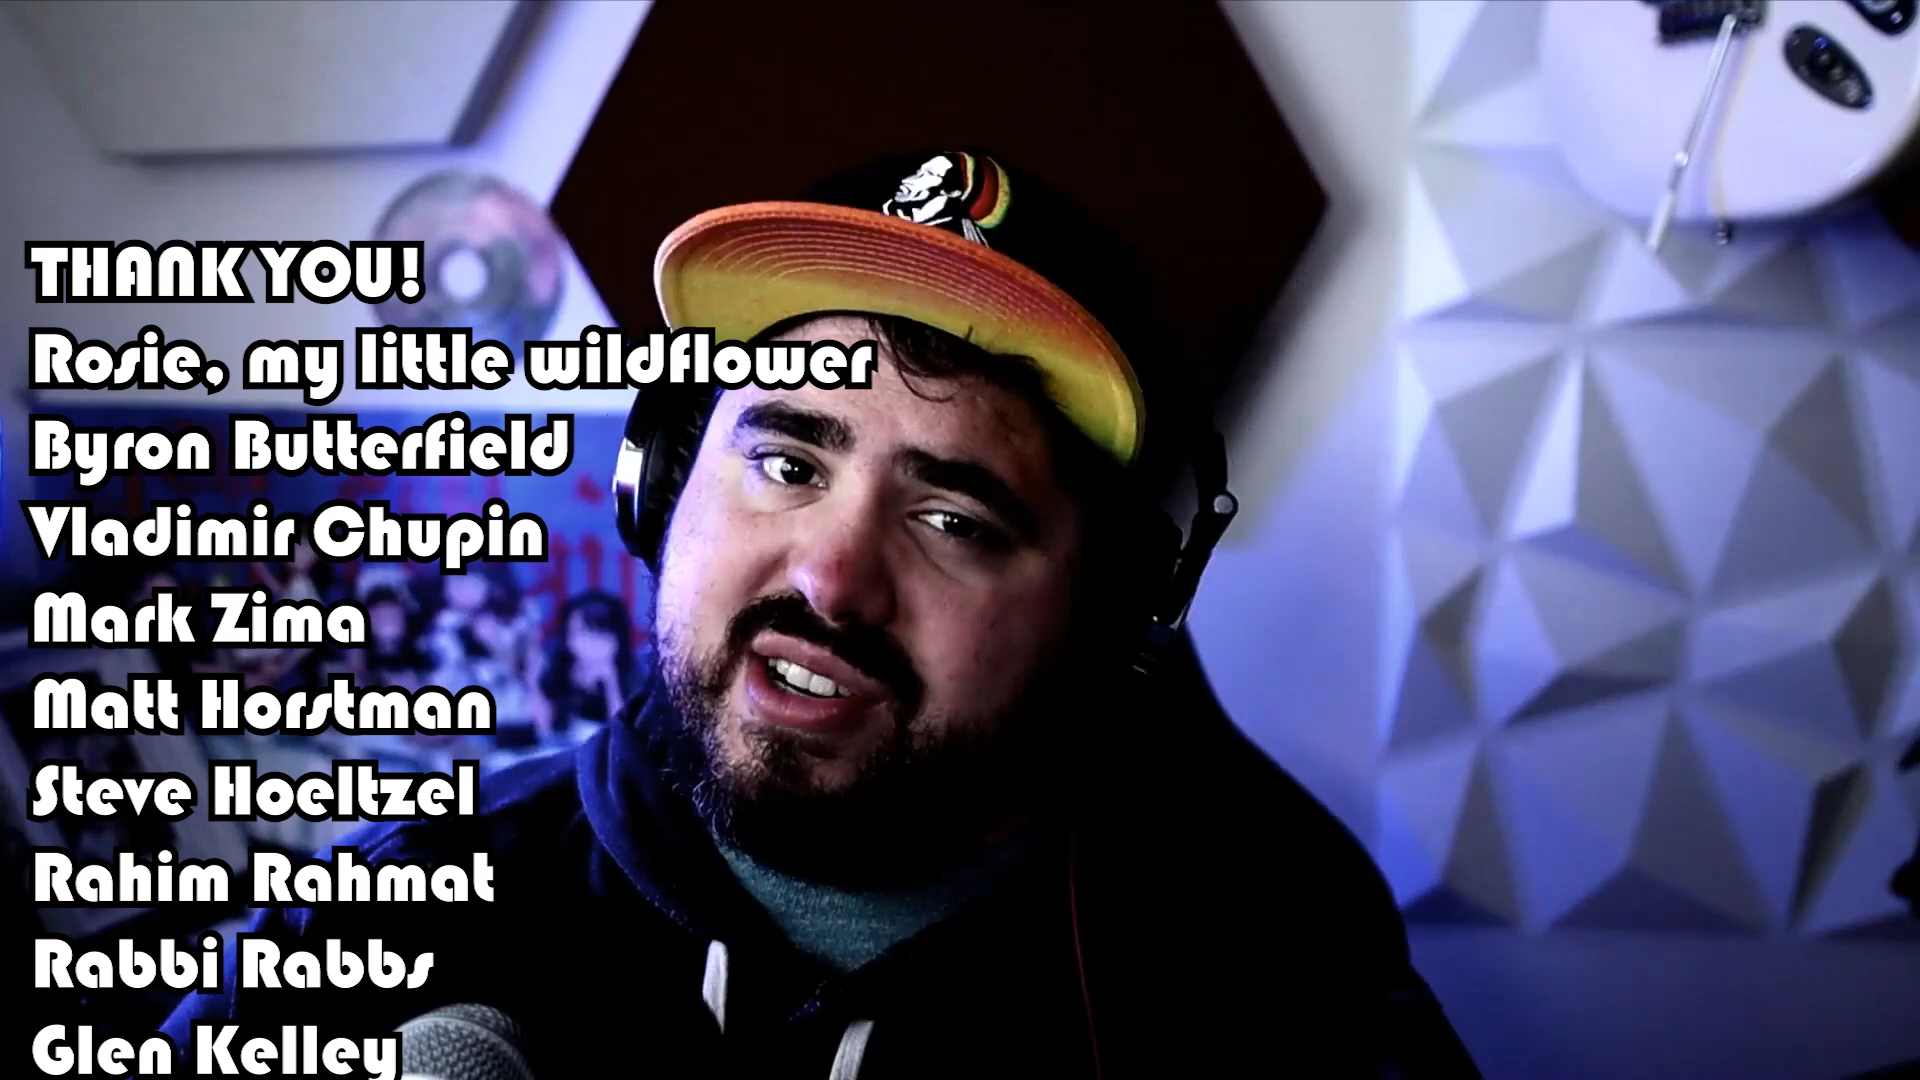 THANK YOU!
Rosie, my little wildflower
Byron Butterfield
Vladimir Chupin
Mark Zima
Matt Horstman
Steve Hoeltzel
Rahim Rahmat
Rabbi Rabbs
Glen Kelley